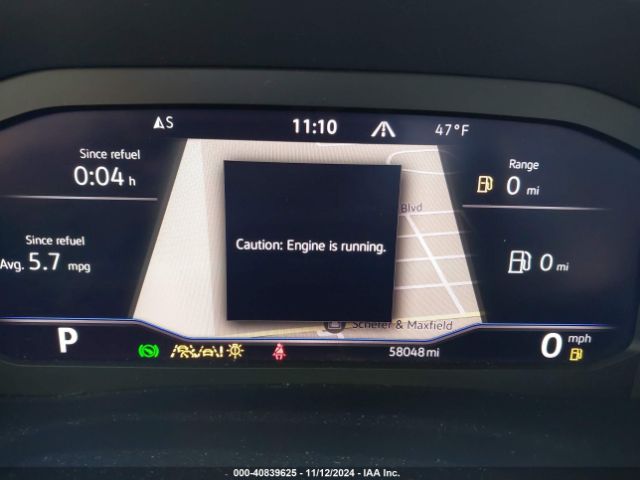 S
11:10
47°F
Since refuel
0:04 h
Range
0 mi
Blvd
Caution: Engine is running.
Since refuel
Avg. 5.7 mpg
0 mi
Schefer & Maxfield
P
58048 mi
0 mph
000-40839625 - 11/12/2024 - IAA Inc.